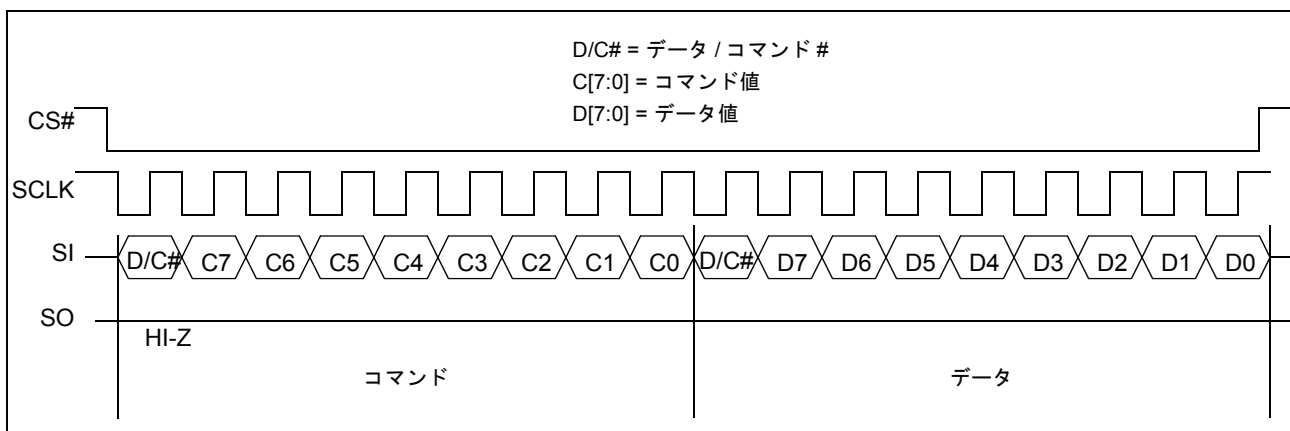 D/C# = データ / コマンド #
C[7:0] = コマンド値
D[7:0] = データ値
CS#
SCLK
SI D/C# C7 C6 C5 C4 C3 C2 C1 C0 D/C# D7 D6 D5 D4 D3 D2 D1 D0
SO
HI-Z
コマンド データ